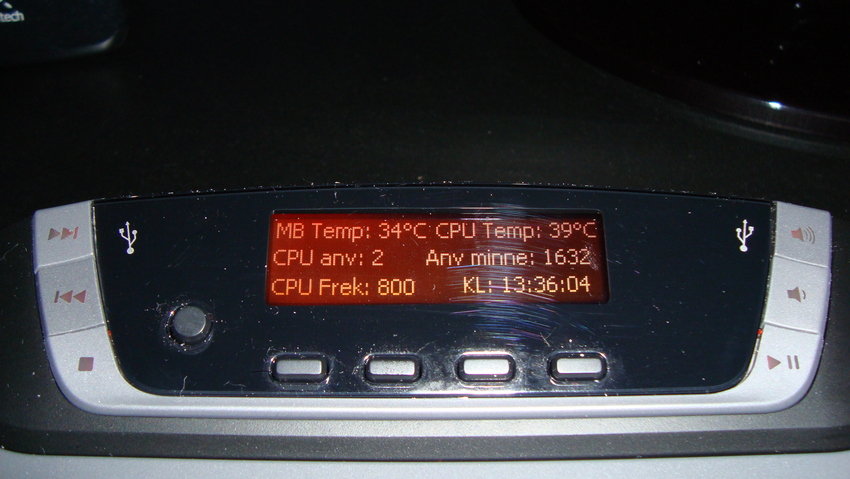 tech
MB Temp: 34°C CPU Temp: 39°C
CPU anv: 2 Anv minne: 1632
CPU Frek: 800 KL: 13:36:04